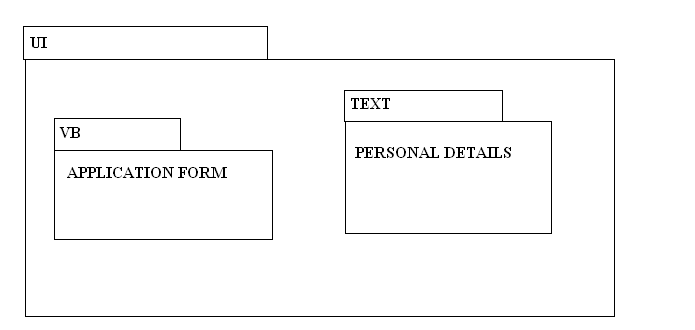 UI
VB
APPLICATION FORM
TEXT
PERSONAL DETAILS